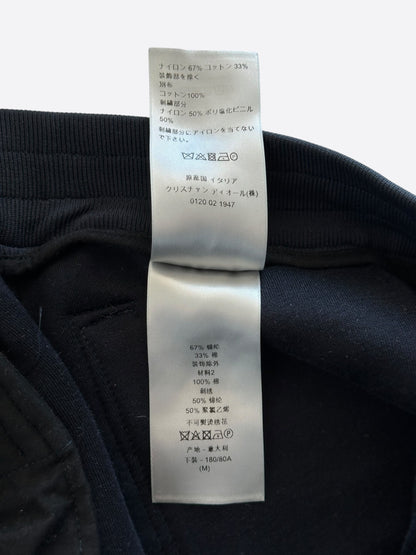 ナイロン 67% コットン 33%
装飾部を除く
別布
コットン100%
刺繍部分
ナイロン 50% ポリ塩化ビニル
50%
刺繍部分にアイロンを当てない
で下さい。
原産国 イタリア
クリスチャン ディオール(株)
0120 02 1947
67% 锦纶
33% 棉
装饰除外
材料2
100% 棉
刺绣
50% 锦纶
50% 聚氯乙烯
不可熨烫绣花
产地 - 意大利
下装 - 180/80A
(M)